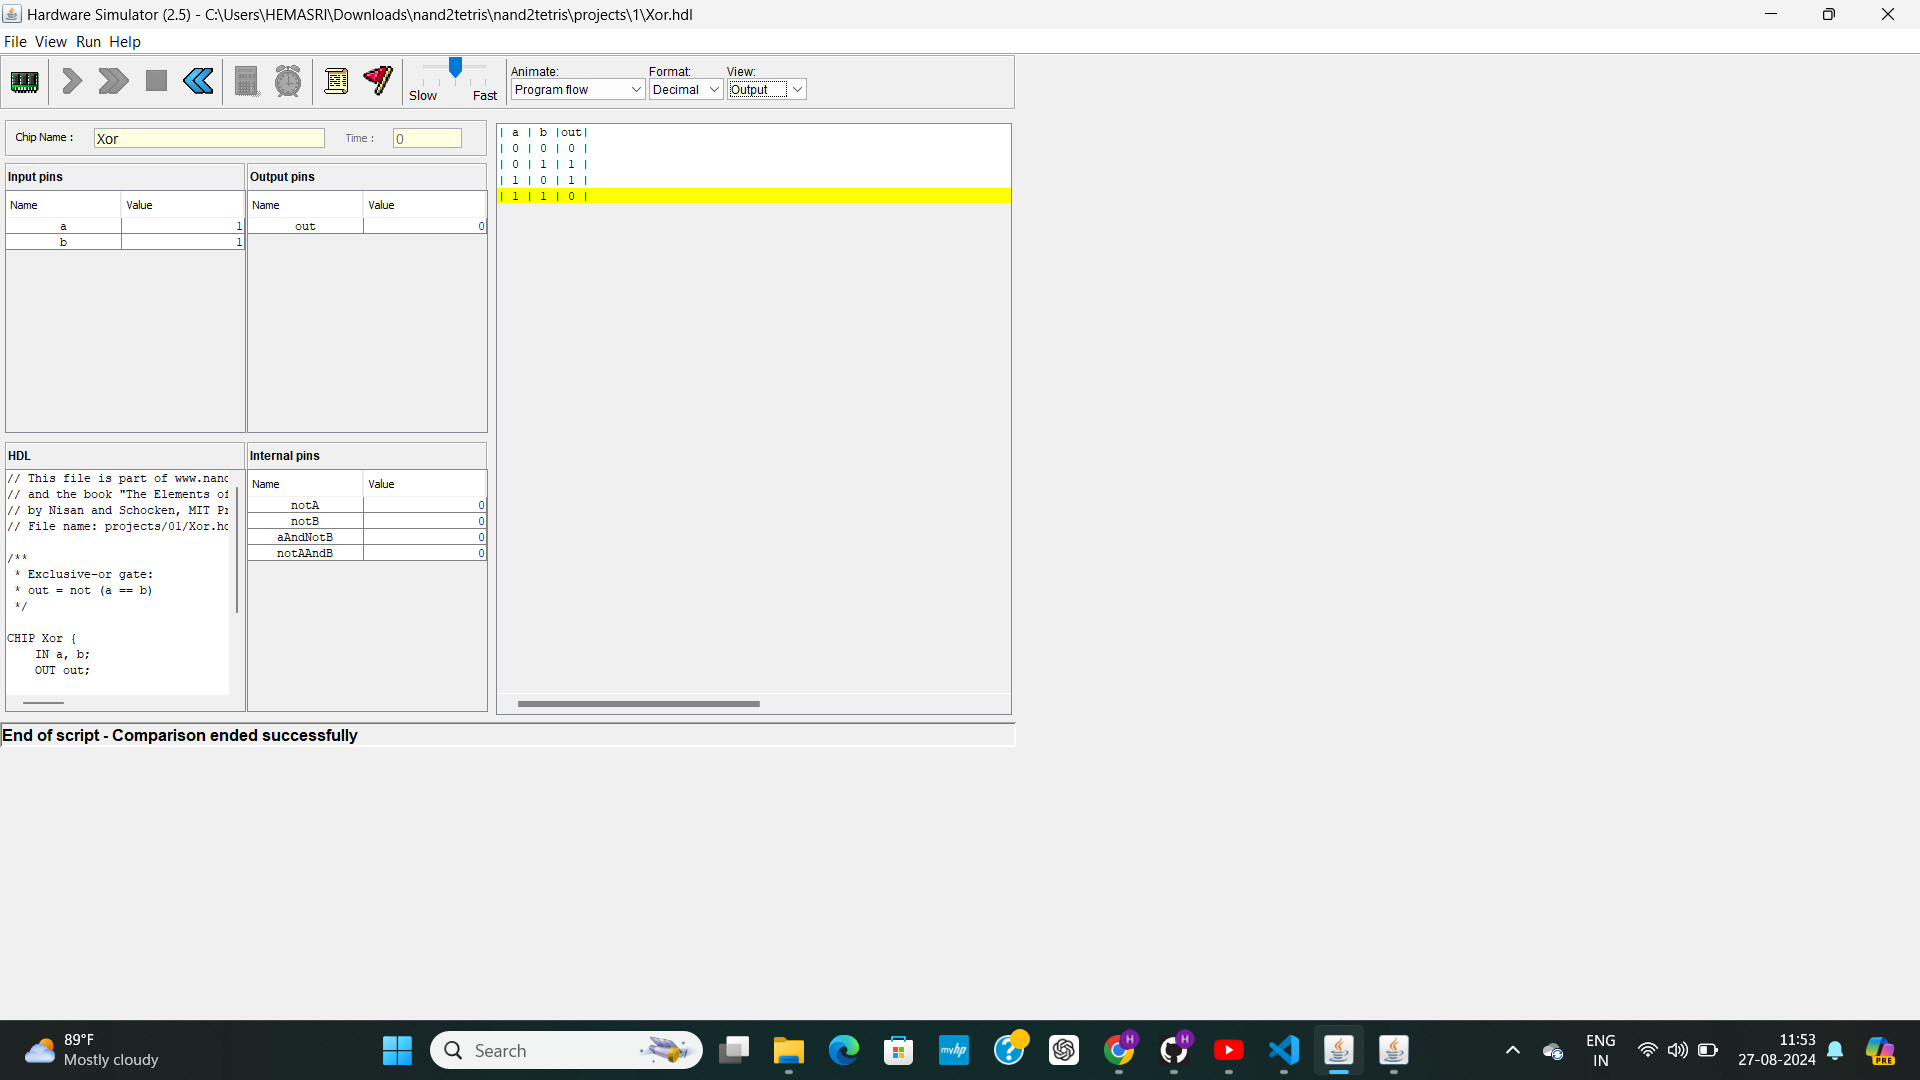 Hardware Simulator (2.5) - C:\Users\HEMASRI\Downloads\nand2tetris\nand2tetris\projects\1\Xor.hdl
File View Run Help
Slow Fast
Animate: Format: View:
Program flow Decimal Output
Chip Name : Xor Time : 0
Input pins
Name Value
a 1
b 1
Output pins
Name Value
out 0
| a | b |out|
| 0 | 0 | 0 |
| 0 | 1 | 1 |
| 1 | 0 | 1 |
| 1 | 1 | 0 |
HDL
// This file is part of www.nand
// and the book "The Elements of
// by Nisan and Schocken, MIT Pr
// File name: projects/01/Xor.hd
/**
* Exclusive-or gate:
* out = not (a == b)
*/
CHIP Xor {
IN a, b;
OUT out;
Internal pins
Name Value
notA 0
notB 0
aAndNotB 0
notAAndB 0
End of script - Comparison ended successfully
89°F
Mostly cloudy
Search
myhp
H
H
ENG
IN
11:53
27-08-2024
PRE